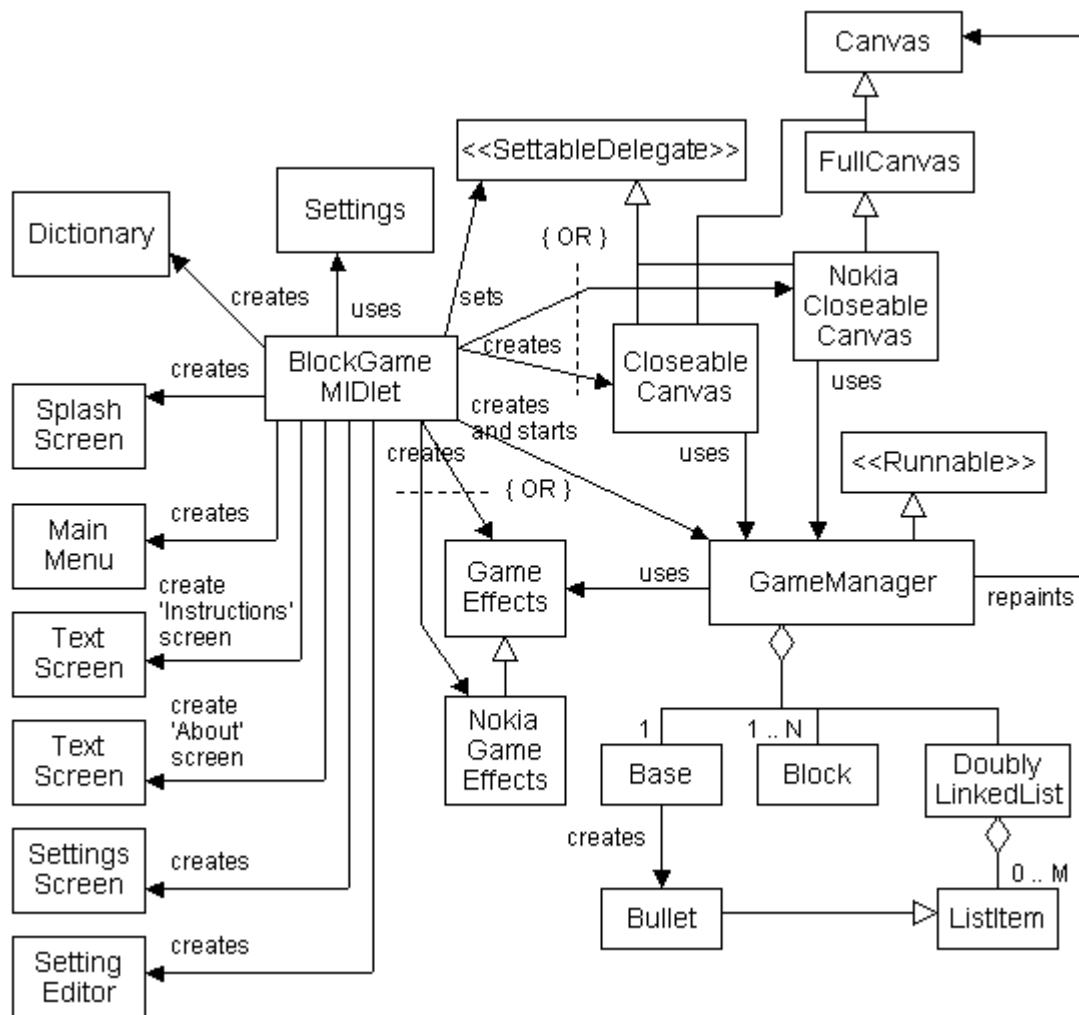 Canvas
<<SettableDelegate>>
FullCanvas
Settings
Dictionary
{ OR }
Nokia
Closeable
Canvas
creates
uses
sets
BlockGame
MIDlet
creates
Closeable
Canvas
creates
uses
Splash
Screen
creates
and starts
creates
uses
<<Runnable>>
{ OR }
Main
Menu
creates
Game
Effects
uses
GameManager
repaints
create
'Instructions'
screen
Text
Screen
create
'About'
screen
Text
Screen
Nokia
Game
Effects
1
1 .. N
Base
Block
Doubly
LinkedList
creates
Settings
Screen
creates
0 .. M
Bullet
ListItem
creates
Setting
Editor